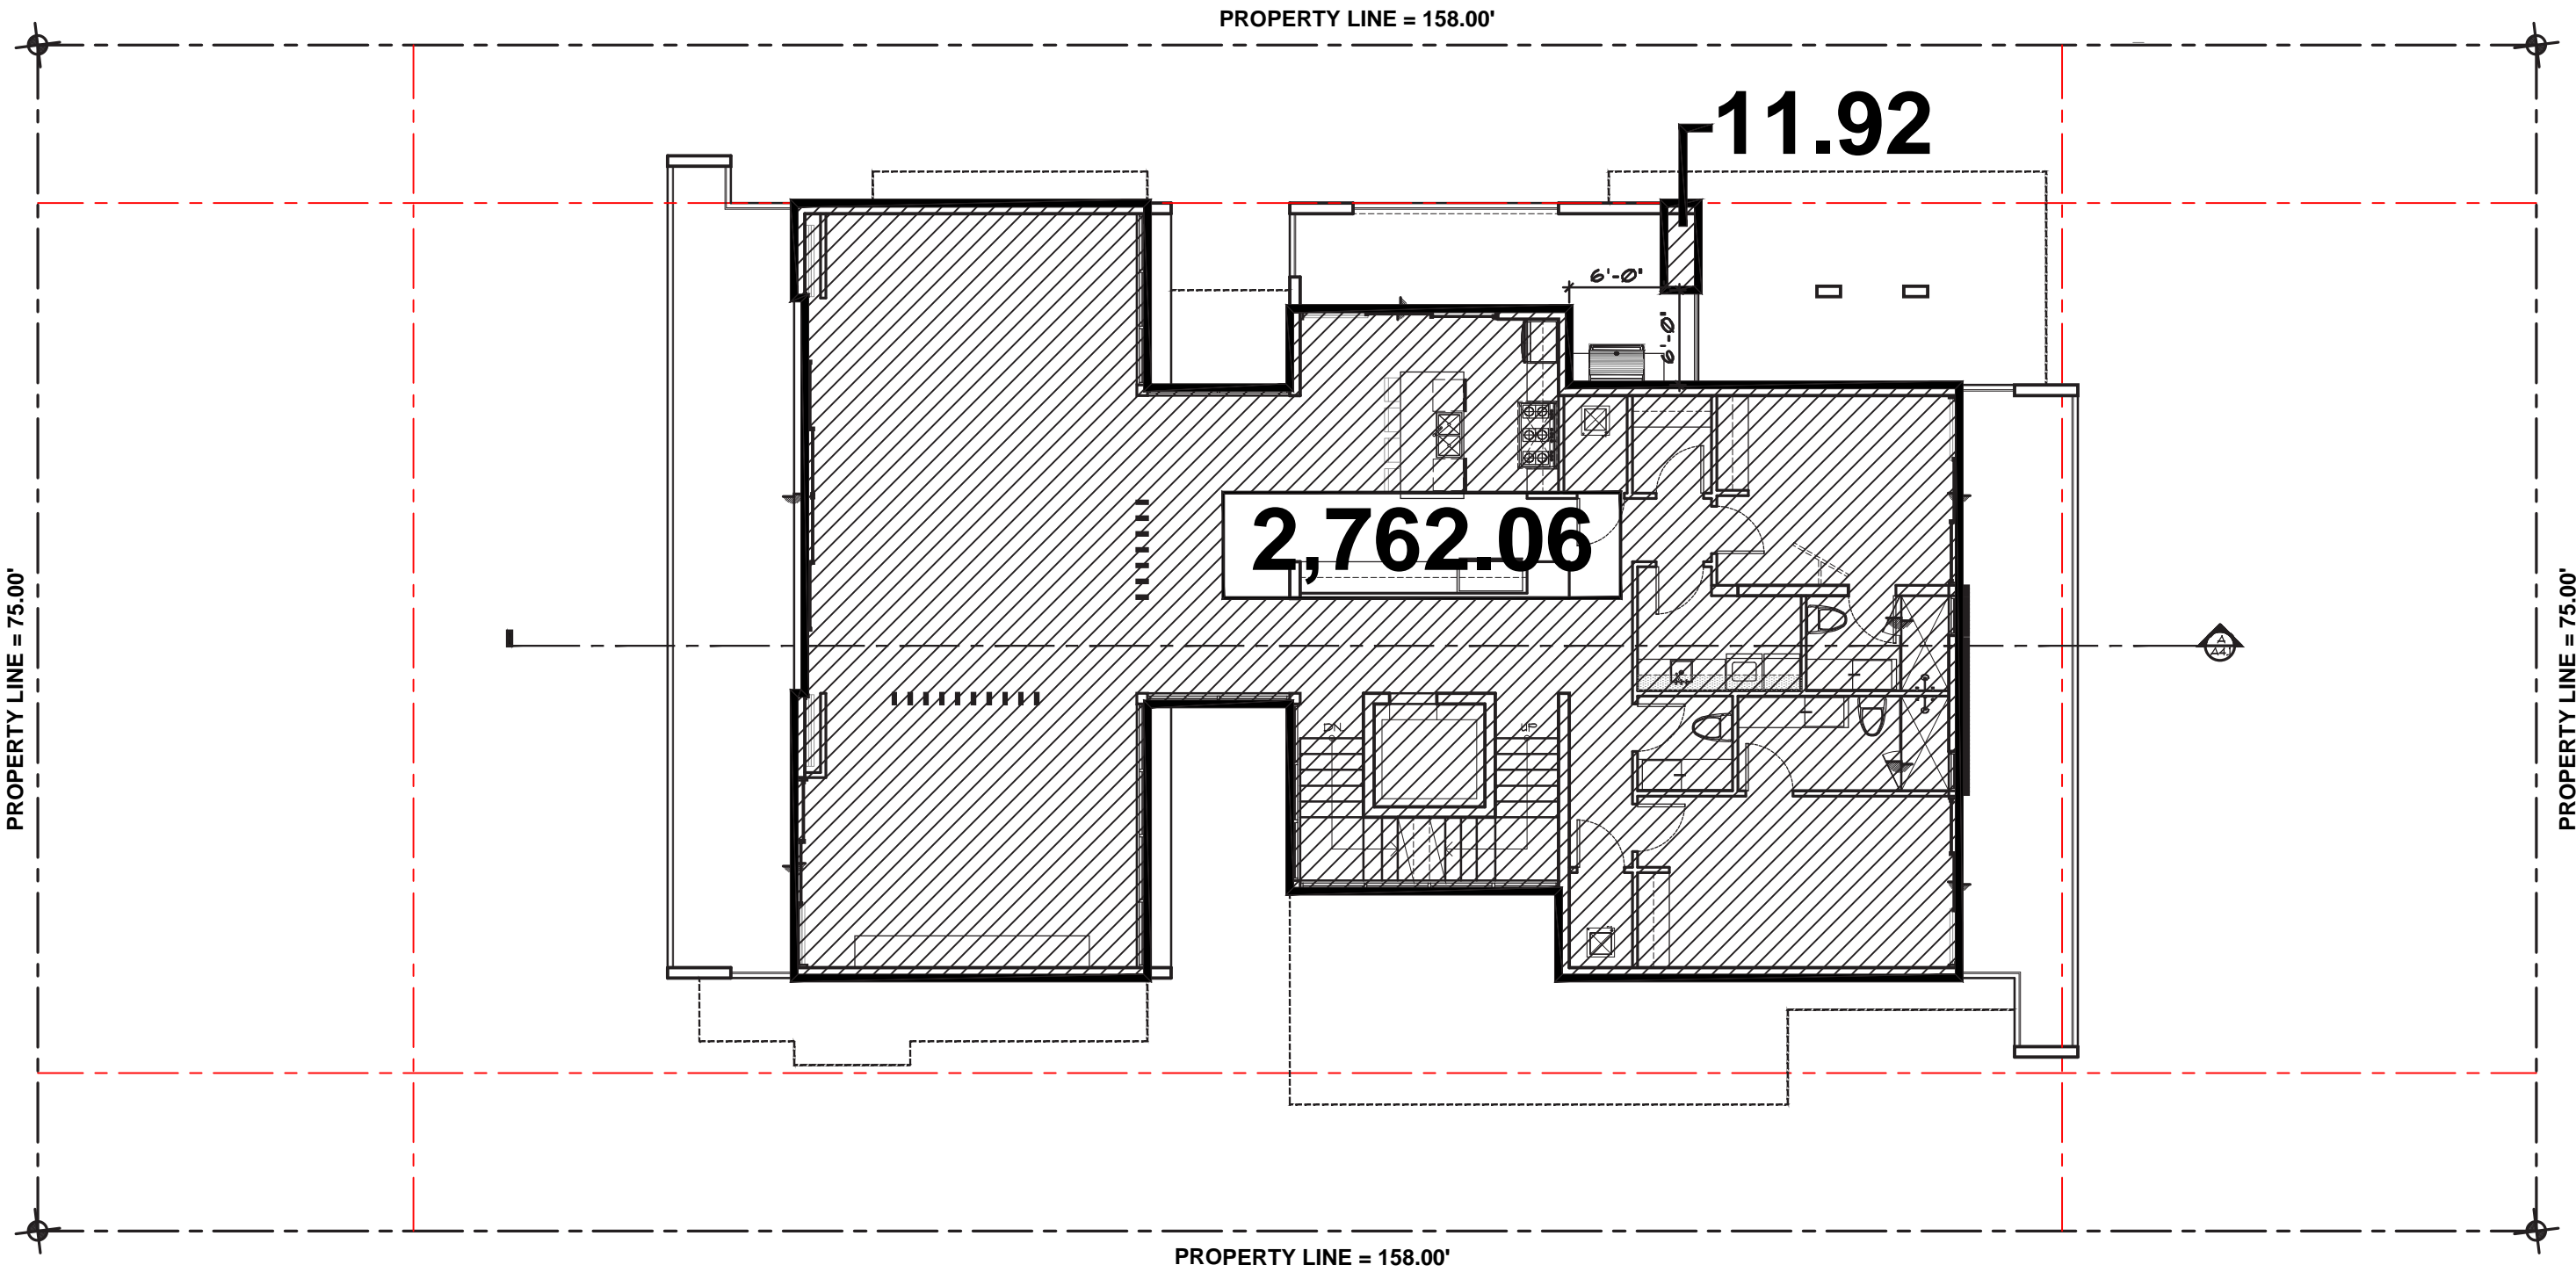 PROPERTY LINE = 158.00'
11.92
6'-0"
6'-0"
2,762.06
PROPERTY LINE = 75.00'
PROPERTY LINE = 75.00'
A
DN
UP
PROPERTY LINE = 158.00'